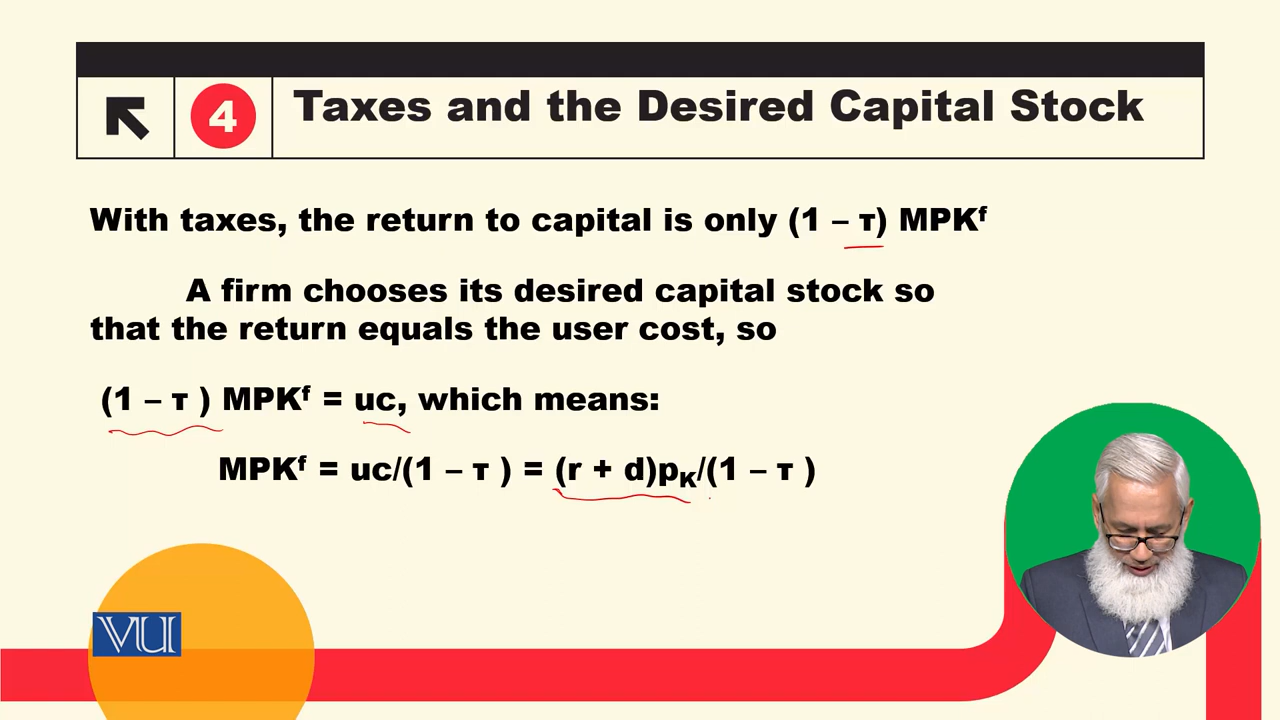 4
Taxes and the Desired Capital Stock
With taxes, the return to capital is only (1 – τ) MPKᶠ
A firm chooses its desired capital stock so
that the return equals the user cost, so
(1 – τ ) MPKᶠ = uc, which means:
MPKᶠ = uc/(1 – τ ) = (r + d)pₖ/(1 – τ )
VU